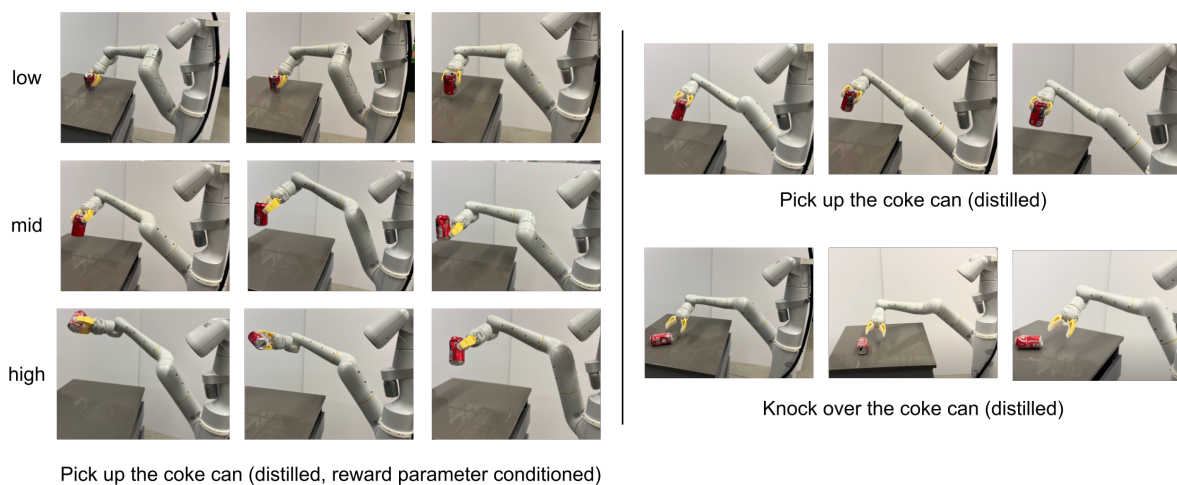 low
mid
high
Pick up the coke can (distilled, reward parameter conditioned)
Pick up the coke can (distilled)
Knock over the coke can (distilled)